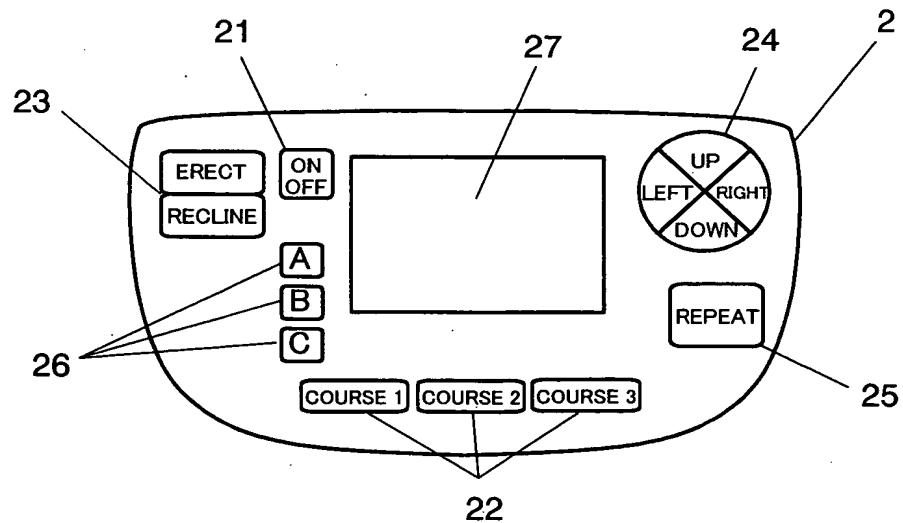 21
27
24
2
23
ERECT
RECLINE
ON
OFF
UP
LEFT
RIGHT
DOWN
A
B
C
REPEAT
26
25
COURSE 1
COURSE 2
COURSE 3
22